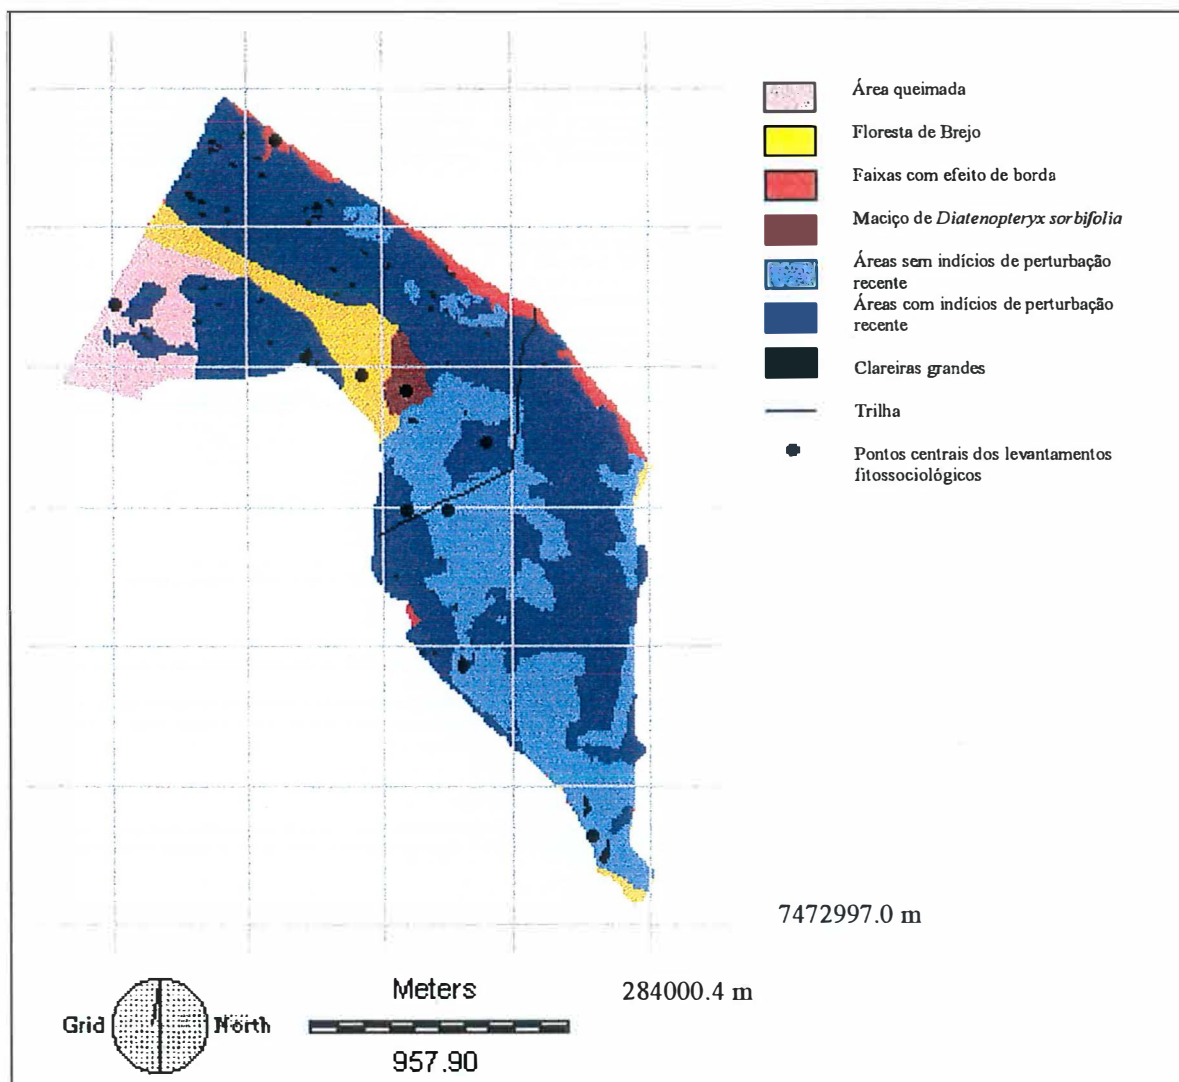 Área queimada
Floresta de Brejo
Faixas com efeito de borda
Maciço de Diatenopteryx sorbifolia
Áreas sem indícios de perturbação
recente
Áreas com indícios de perturbação
recente
Clareiras grandes
Trilha
Pontos centrais dos levantamentos
fitossociológicos
7472997.0 m
284000.4 m
Grid North
Meters
957.90